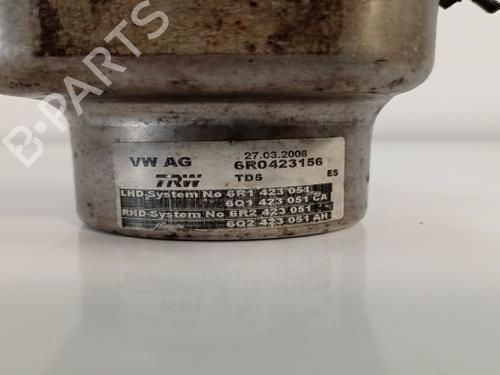 B-PARTS
27.03.2008
VW AG 6R0423156
TRW TD5 ES
LHD-System No 6R1 423 051
6Q1 423 051 CA
RHD-System No 6R2 423 051
6Q2 423 051 AH